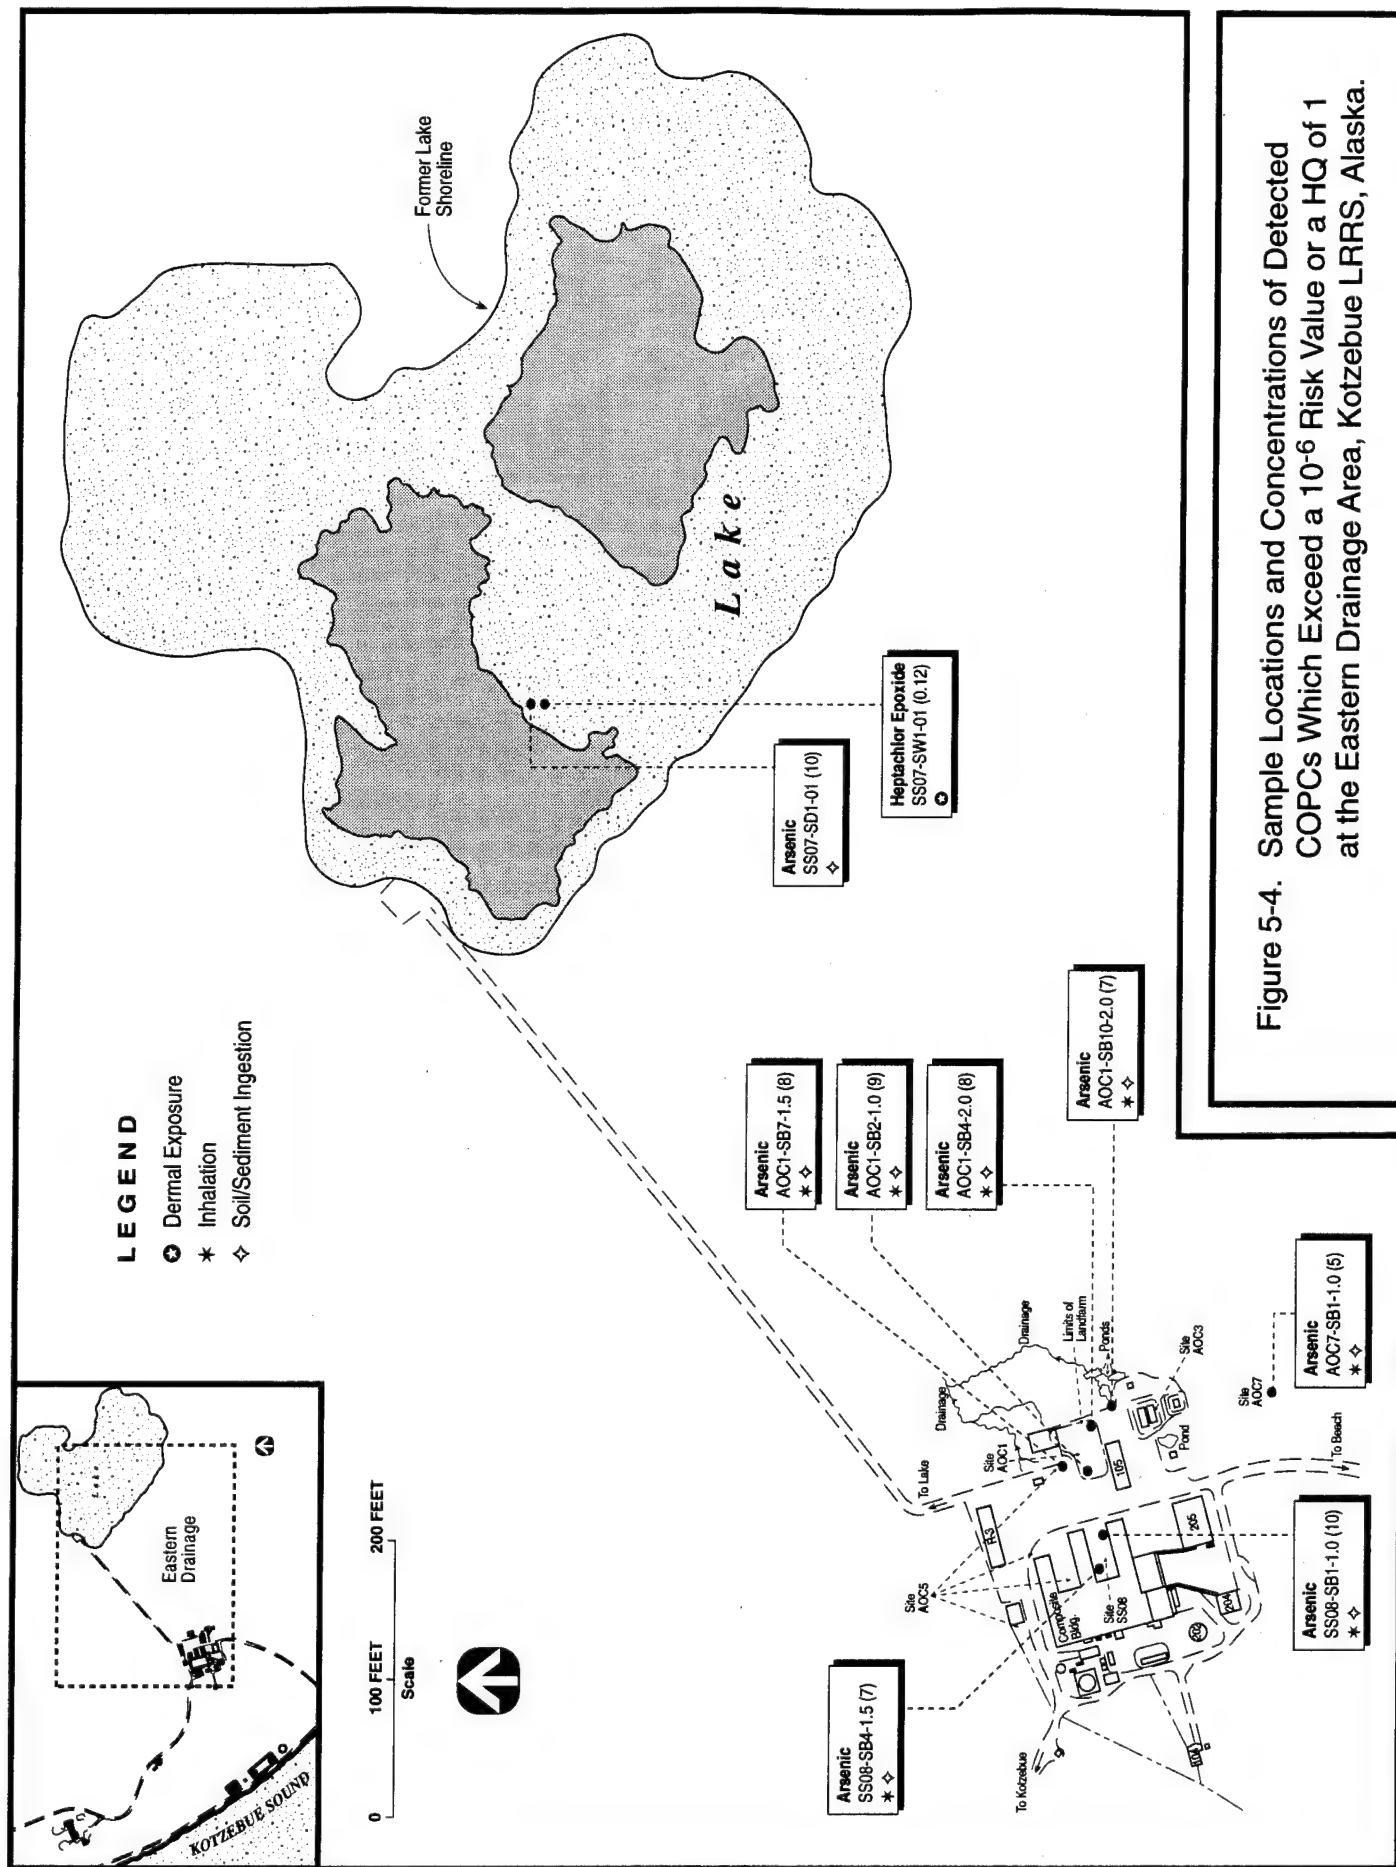 Eastern
Drainage
Lake
KOTZEBUE SOUND
LEGEND
Dermal Exposure
Inhalation
Soil/Sediment Ingestion
0
100 FEET
200 FEET
Scale
Former Lake
Shoreline
Lake
Arsenic
SS07-SD1-01 (10)
Heptachlor Epoxide
SS07-SW1-01 (0.12)
Arsenic
AOC1-SB7-1.5 (8)
Arsenic
AOC1-SB2-1.0 (9)
Arsenic
AOC1-SB4-2.0 (8)
Arsenic
AOC1-SB10-2.0 (7)
Arsenic
AOC7-SB1-1.0 (5)
Arsenic
SS08-SB1-1.0 (10)
Arsenic
SS08-SB4-1.5 (7)
To Lake
Drainage
Drainage
Limits of
Landfarm
Ponds
Site
AOC1
Site
AOC3
Site
AOC7
Pond
To Beach
105
R-3
Site
AOC5
Composite
Bldg.
Site
SS08
205
204
202
104
To Kotzebue
Figure 5-4. Sample Locations and Concentrations of Detected
COPCs Which Exceed a 10-6 Risk Value or a HQ of 1
at the Eastern Drainage Area, Kotzebue LRRS, Alaska.